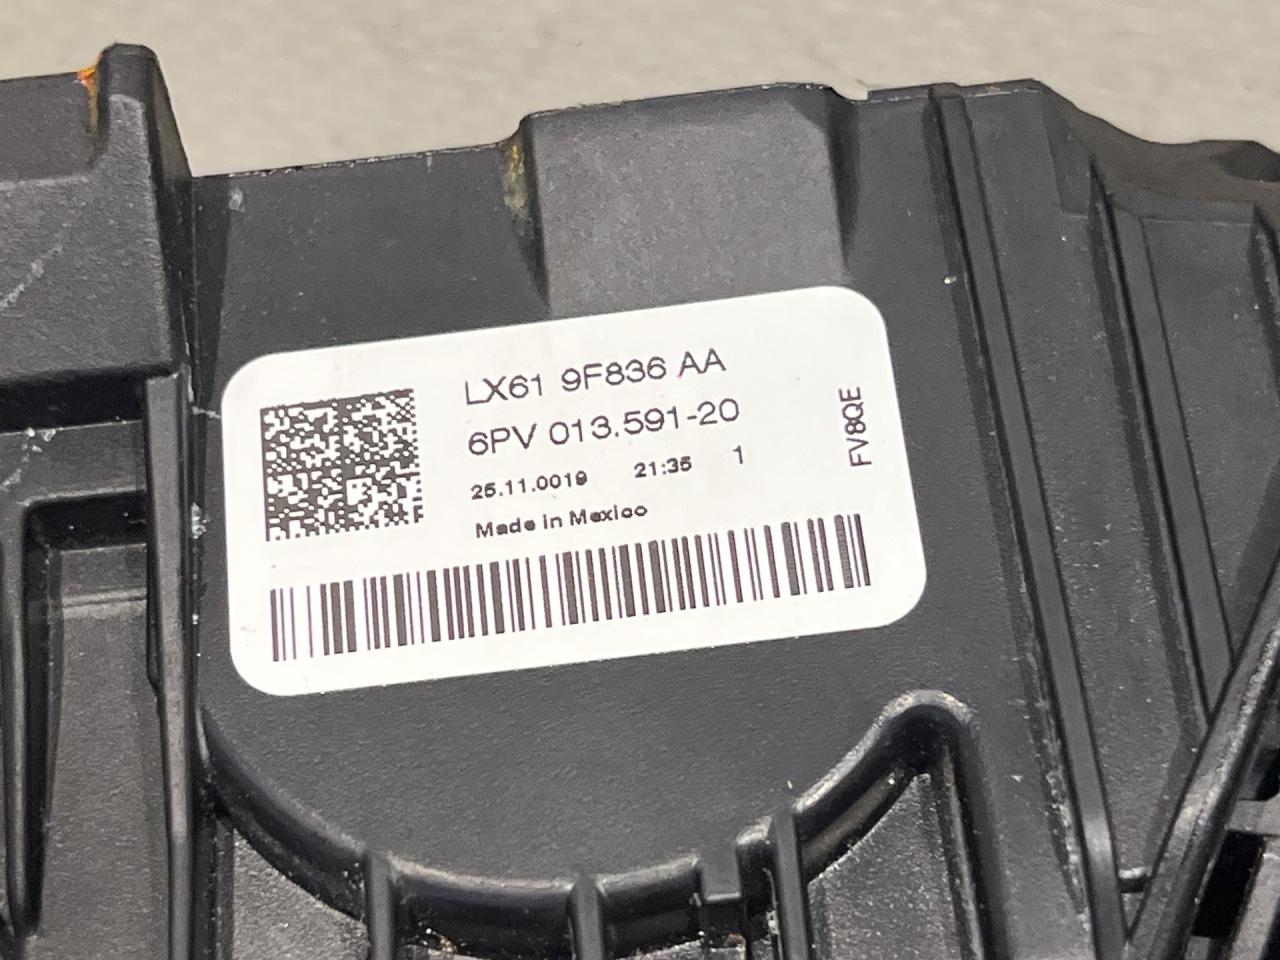 LX61 9F836 AA
6PV 013.591-20
25.11.0019 21:35 1
Made in Mexico
FV8QE